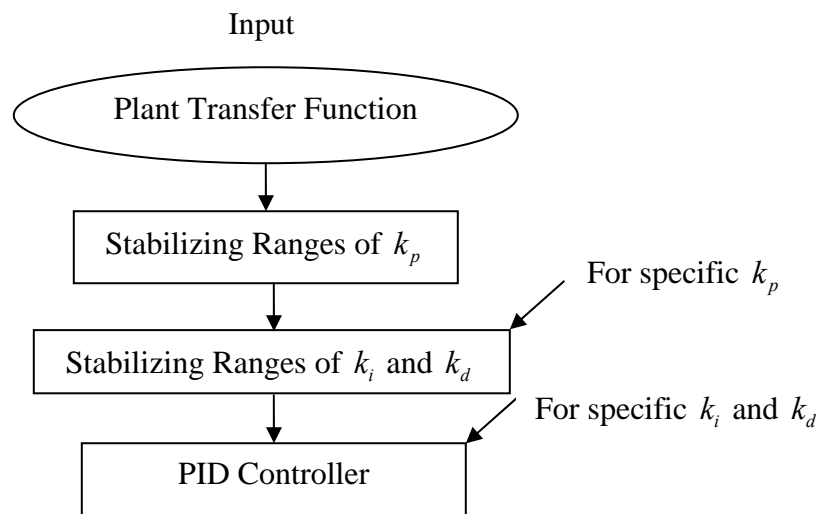 Input
Plant Transfer Function
Stabilizing Ranges of k_p
For specific k_p
Stabilizing Ranges of k_i and k_d
For specific k_i and k_d
PID Controller